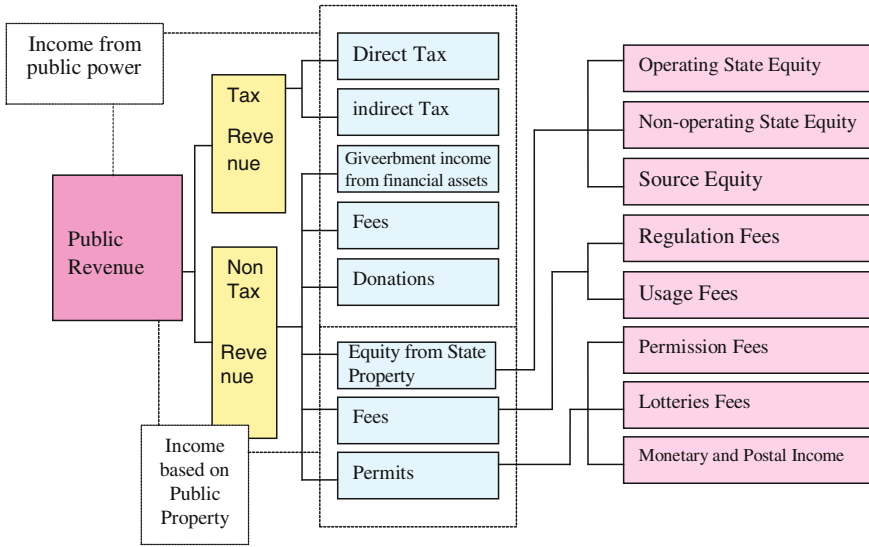 Income from
public power
Public
Revenue
Income
based on
Public
Property
Tax
Reve
nue
Non
Tax
Reve
nue
Direct Tax
indirect Tax
Giveerbment income
from financial assets
Fees
Donations
Equity from State
Property
Fees
Permits
Operating State Equity
Non-operating State Equity
Source Equity
Regulation Fees
Usage Fees
Permission Fees
Lotteries Fees
Monetary and Postal Income